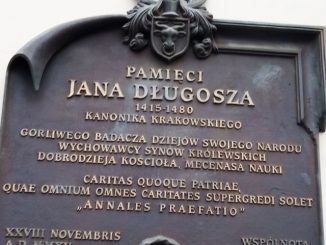 PAMIĘCI
JANA DŁUGOSZA
1415-1480
KANONIKA KRAKOWSKIEGO
GORLIWEGO BADACZA DZIEJÓW SWOJEGO NARODU
WYCHOWAWCY SYNÓW KRÓLEWSKICH
DOBRODZIEJA KOŚCIOŁA, MECENASA NAUKI
CARITAS QUOQUE PATRIAE,
QUAE OMNIUM OMNES CARITATES SUPERGREDI SOLET
„ANNALES PRAEFATIO”
XXVIII NOVEMBRIS
A.D. MMXV
WSPÓLNOTA